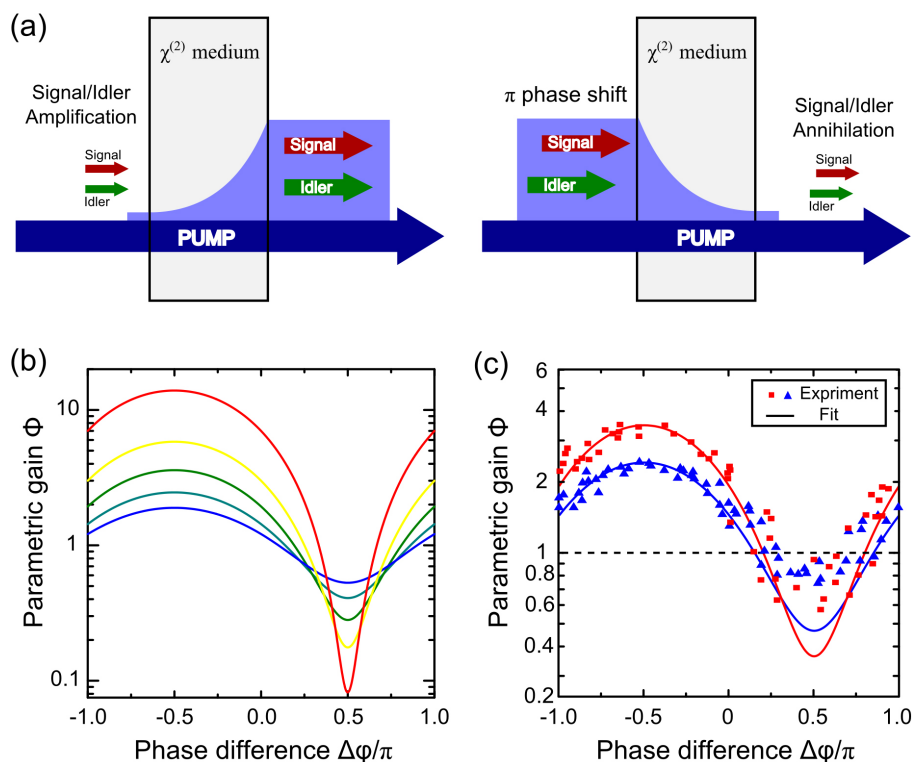 (a)
χ(2) medium
Signal/Idler
Amplification
Signal
Idler
Signal
Idler
PUMP
χ(2) medium
π phase shift
Signal/Idler
Annihilation
Signal
Idler
Signal
Idler
PUMP
(b)
Parametric gain Φ
10
1
0.1
-1.0 -0.5 0.0 0.5 1.0
Phase difference Δφ/π
(c)
Parametric gain Φ
6
4
2
1
0.8
0.6
0.4
0.2
Expriment
Fit
-1.0 -0.5 0 0.5 1.0
Phase difference Δφ/π